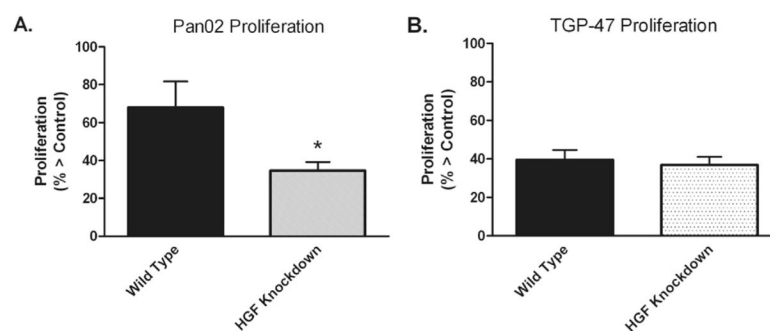 A.
Pan02 Proliferation
Proliferation
(% > Control)
100
80
60
40
20
0
*
Wild Type
HGF Knockdown
B.
TGP-47 Proliferation
Proliferation
(% > Control)
100
80
60
40
20
0
Wild Type
HGF Knockdown